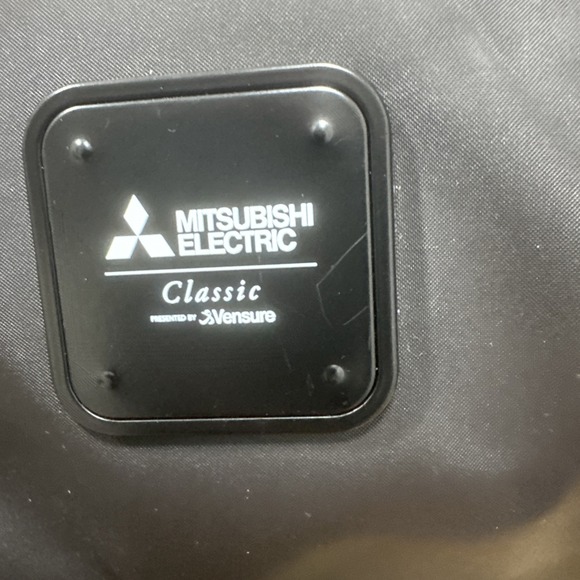 MITSUBISHI
ELECTRIC
Classic
PRESENTED BY Vensure